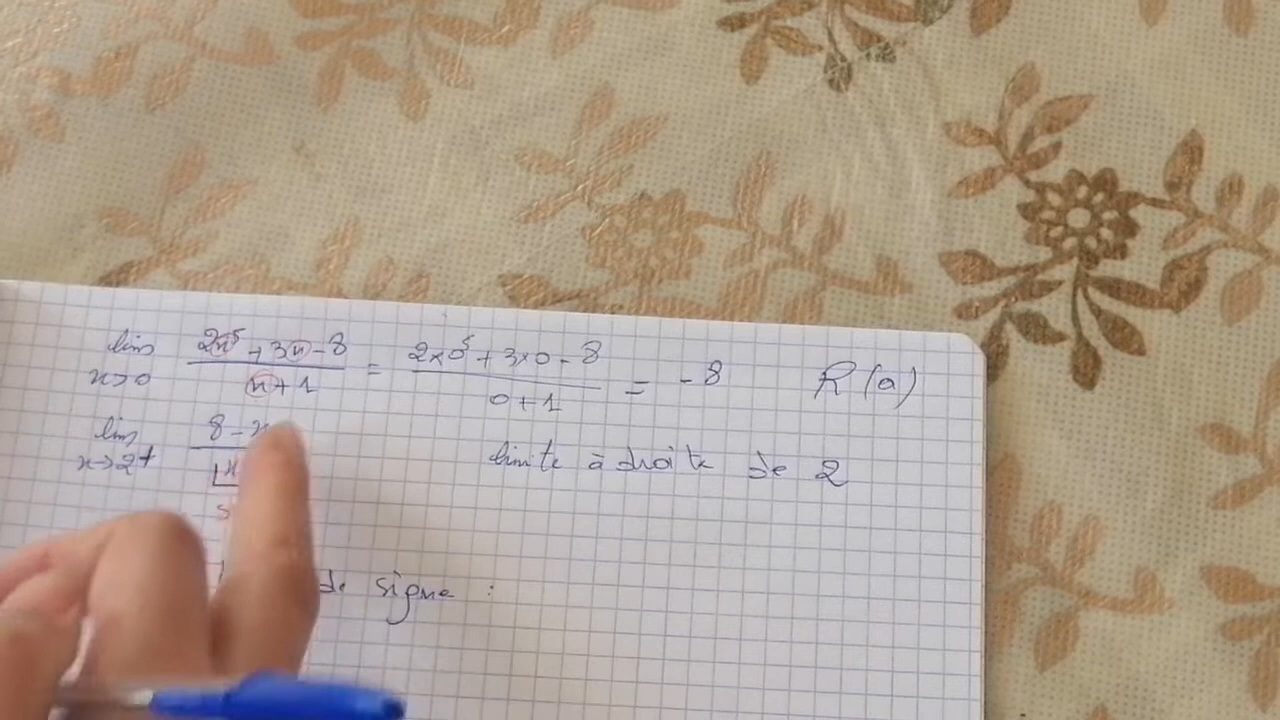 lim x→0 (2x⁵ + 3x - 8)/(x + 1) = (2×0⁵ + 3×0 - 8)/(0 + 1) = -8 R(a)
lim x→2⁺ 8 - x limite à droite de 2
de signe :